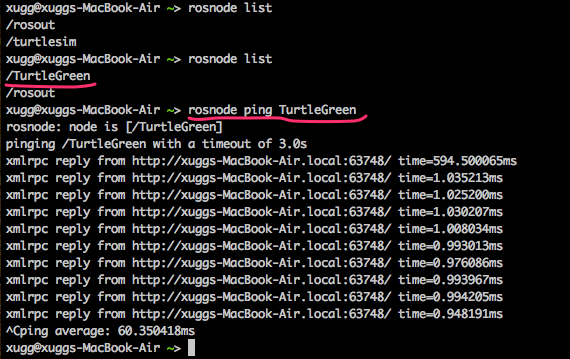 xugg@xuggs-MacBook-Air ~> rosnode list
/rosout
/turtlesim
xugg@xuggs-MacBook-Air ~> rosnode list
/TurtleGreen
/rosout
xugg@xuggs-MacBook-Air ~> rosnode ping TurtleGreen
rosnode: node is [/TurtleGreen]
pinging /TurtleGreen with a timeout of 3.0s
xmlrpc reply from http://xuggs-MacBook-Air.local:63748/ time=594.500065ms
xmlrpc reply from http://xuggs-MacBook-Air.local:63748/ time=1.035213ms
xmlrpc reply from http://xuggs-MacBook-Air.local:63748/ time=1.025200ms
xmlrpc reply from http://xuggs-MacBook-Air.local:63748/ time=1.030207ms
xmlrpc reply from http://xuggs-MacBook-Air.local:63748/ time=1.008034ms
xmlrpc reply from http://xuggs-MacBook-Air.local:63748/ time=0.993013ms
xmlrpc reply from http://xuggs-MacBook-Air.local:63748/ time=0.976086ms
xmlrpc reply from http://xuggs-MacBook-Air.local:63748/ time=0.993967ms
xmlrpc reply from http://xuggs-MacBook-Air.local:63748/ time=0.994205ms
xmlrpc reply from http://xuggs-MacBook-Air.local:63748/ time=0.948191ms
^Cping average: 60.350418ms
xugg@xuggs-MacBook-Air ~>